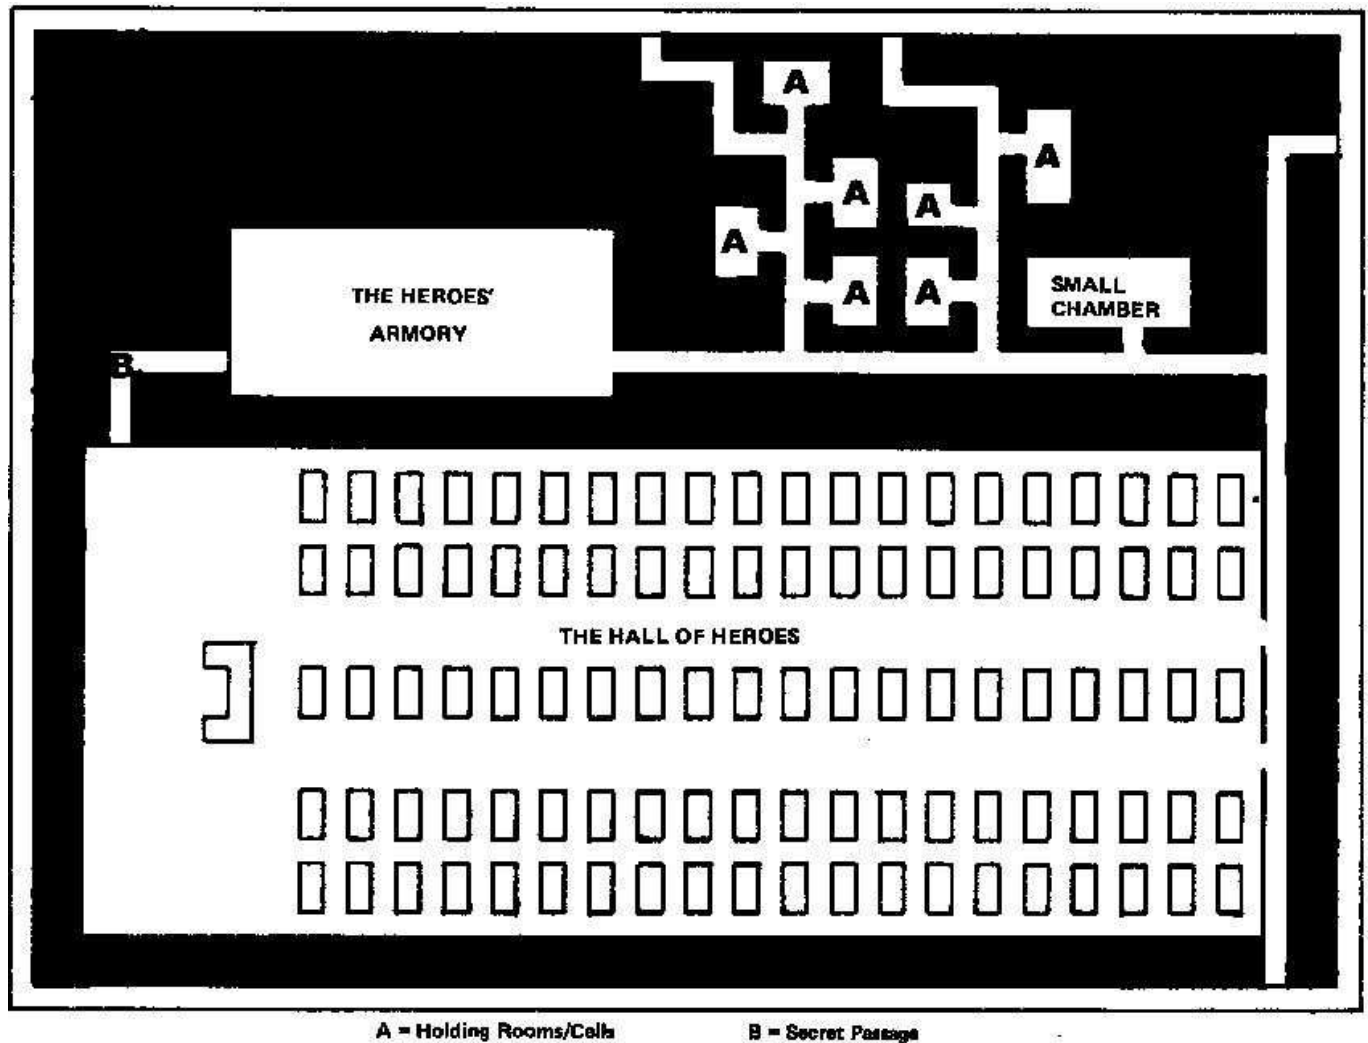 A
A
A
A
A
A
A
A
SMALL
CHAMBER
THE HEROES'
ARMORY
B
THE HALL OF HEROES
A = Holding Rooms/Cells
B = Secret Passage